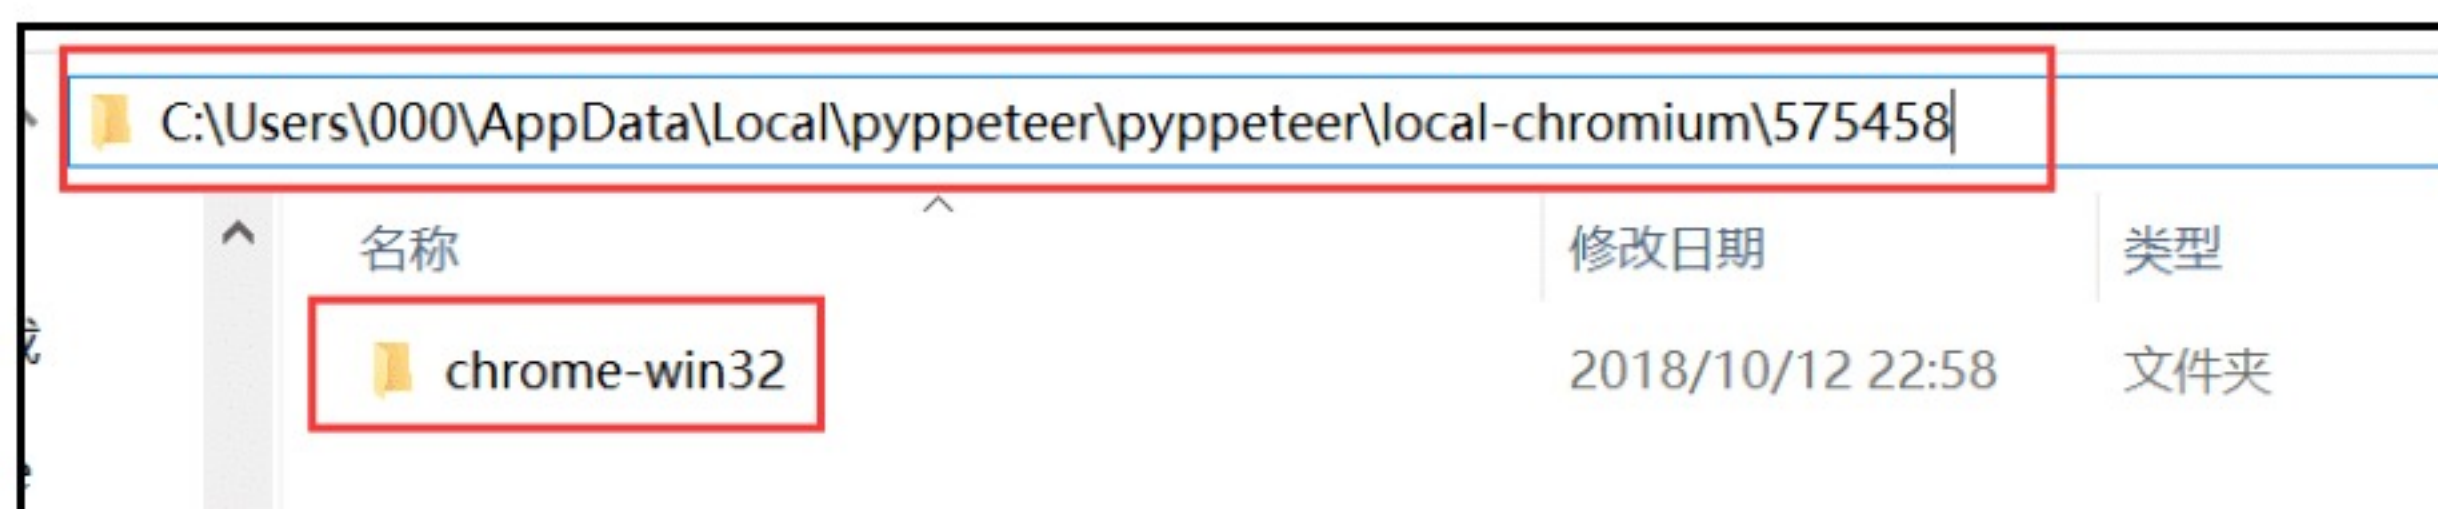 C:\Users\000\AppData\Local\pyppeteer\pyppeteer\local-chromium\575458
名称 修改日期 类型
chrome-win32 2018/10/12 22:58 文件夹